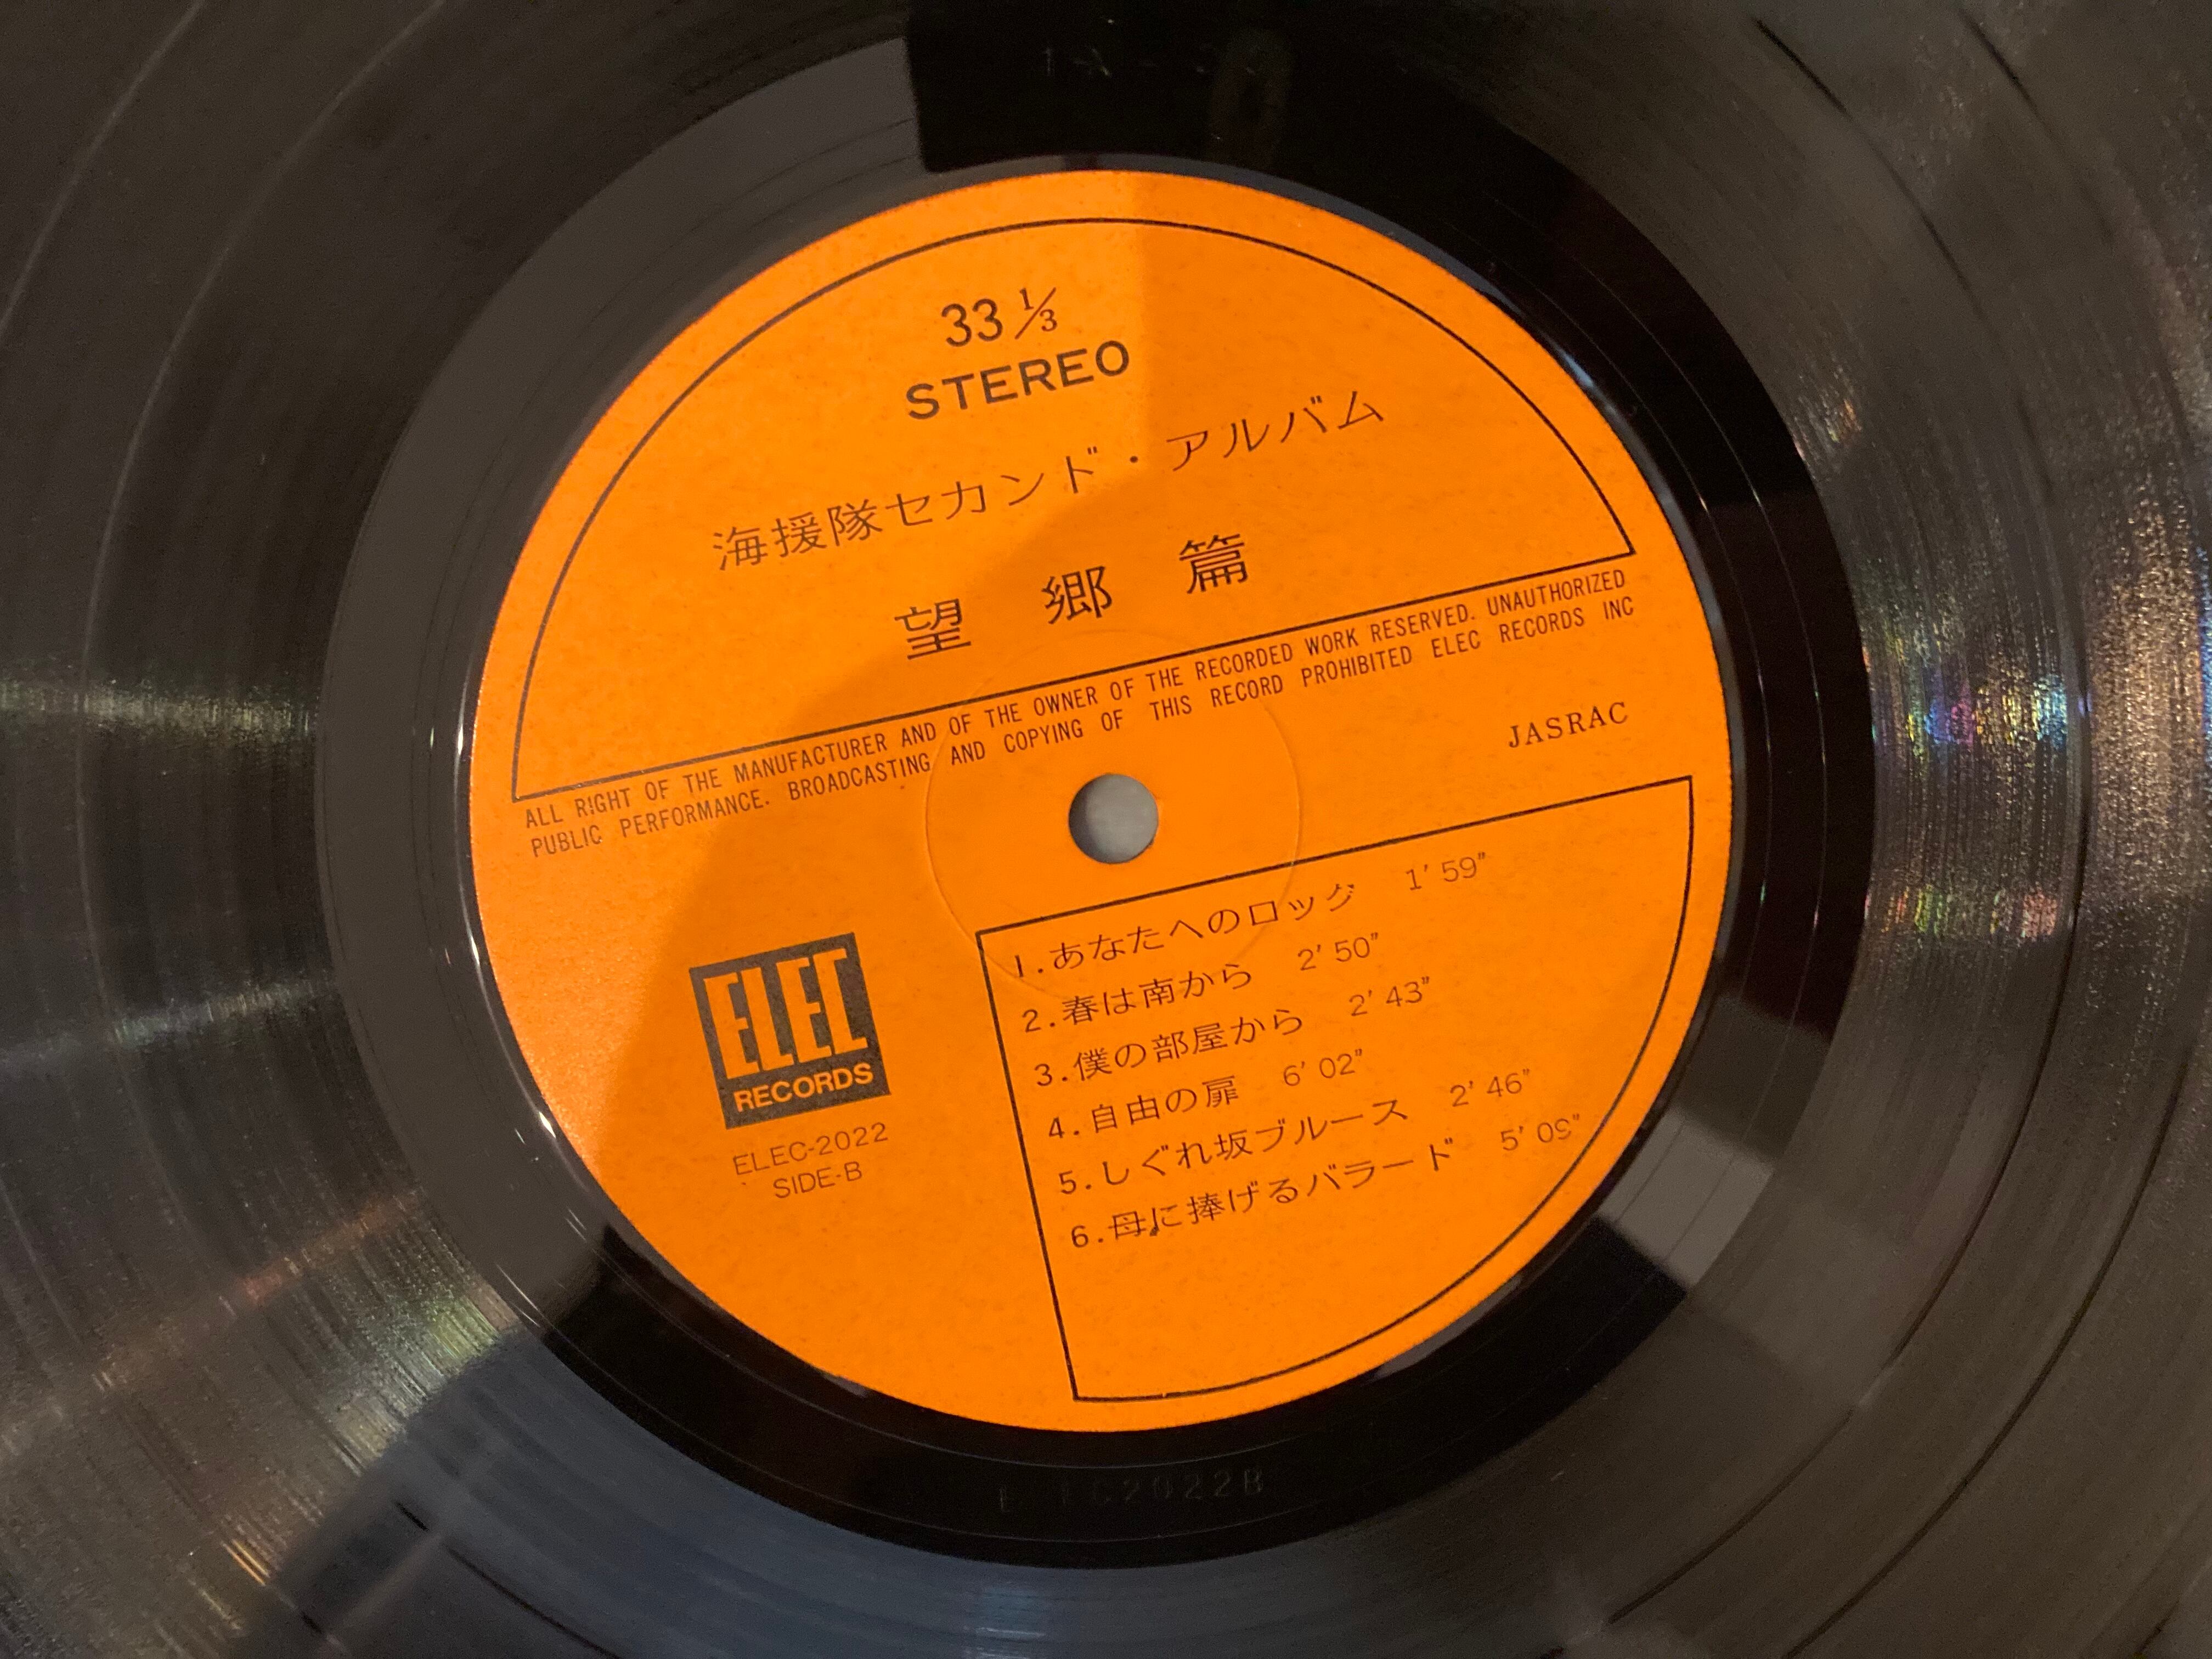 33 1/3
STEREO
海援隊セカンド・アルバム
望郷篇
ALL RIGHT OF THE MANUFACTURER AND OF THE OWNER OF THE RECORDED WORK RESERVED. UNAUTHORIZED
PUBLIC PERFORMANCE. BROADCASTING AND COPYING OF THIS RECORD PROHIBITED ELEC RECORDS INC
JASRAC
ELEC
RECORDS
ELEC-2022
SIDE-B
1.あなたへのロック 1′59″
2.春は南から 2′50″
3.僕の部屋から 2′43″
4.自由の扉 6′02″
5.しぐれ坂ブルース 2′46″
6.母に捧げるバラード